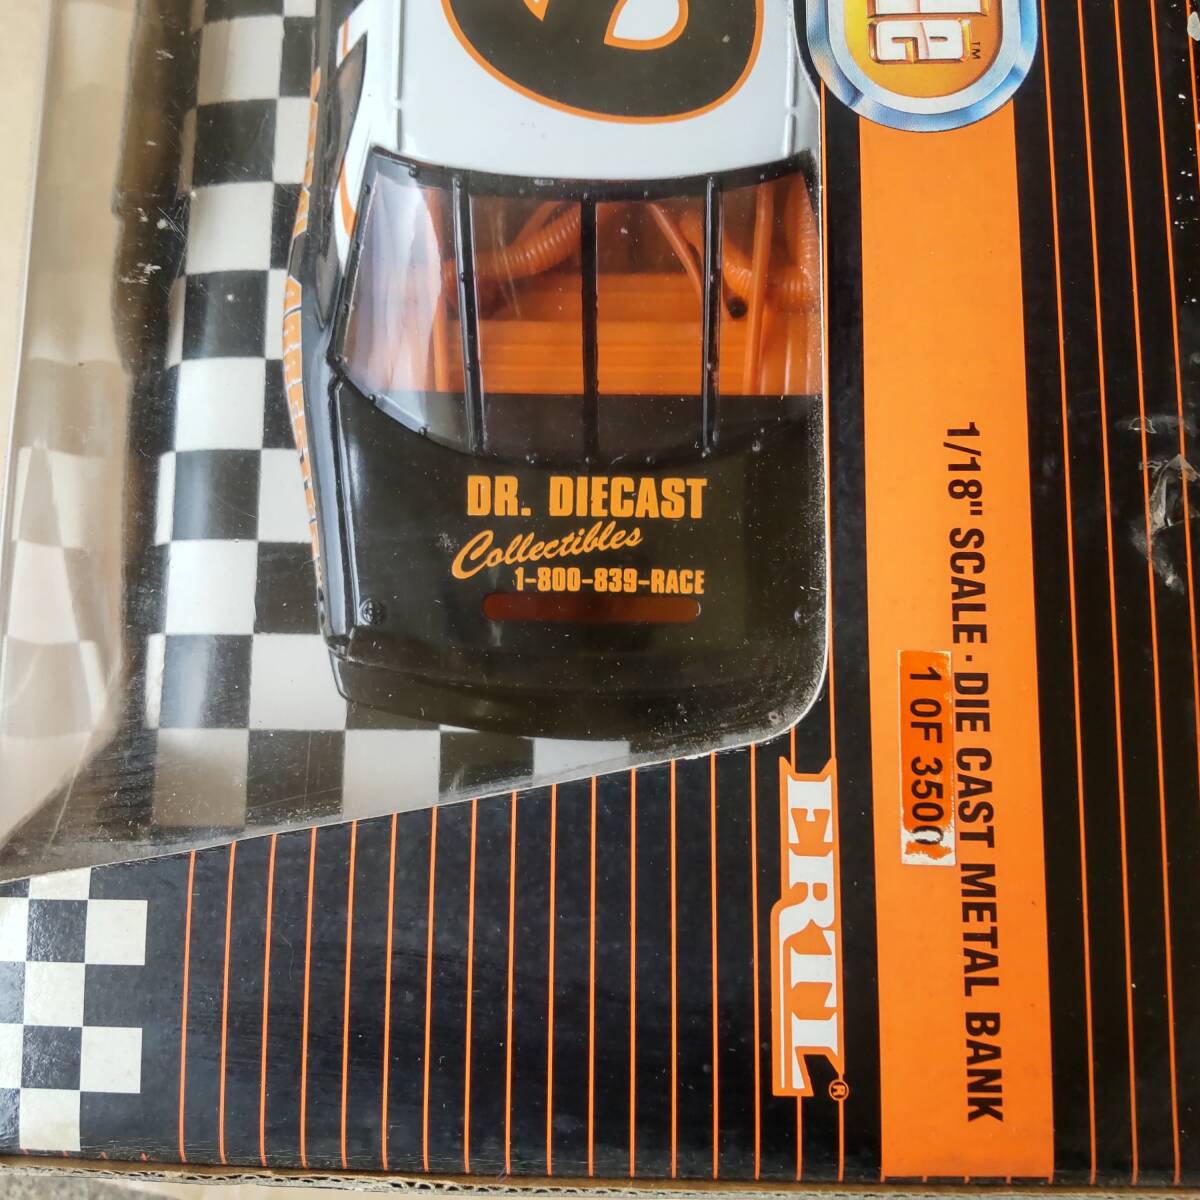 DR. DIECAST
Collectibles
1-800-839-RACE
1/18" SCALE · DIE CAST METAL BANK
1 OF 3500
ERTL®